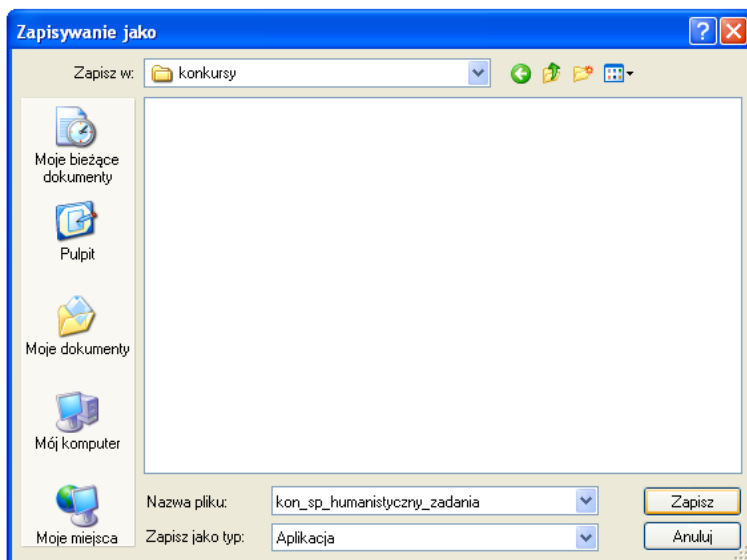 Zapisywanie jako
Zapisz w:
konkursy
Moje bieżące
dokumenty
Pulpit
Moje dokumenty
Mój komputer
Moje miejsca
Nazwa pliku:
kon_sp_humanistyczny_zadania
Zapisz
Zapisz jako typ:
Aplikacja
Anuluj